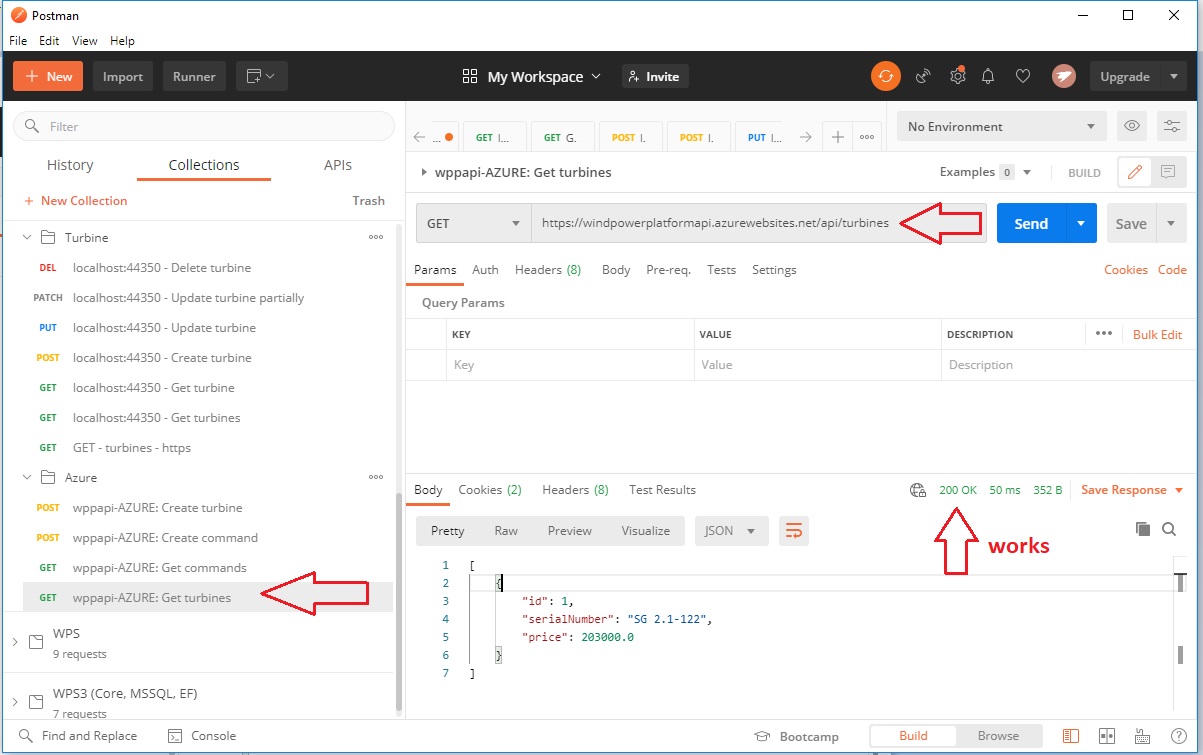 Postman
File Edit View Help
New Import Runner My Workspace Invite Upgrade
Filter
History Collections APIs
New Collection Trash
Turbine
DEL localhost:44350 - Delete turbine
PATCH localhost:44350 - Update turbine partially
PUT localhost:44350 - Update turbine
POST localhost:44350 - Create turbine
GET localhost:44350 - Get turbine
GET localhost:44350 - Get turbines
GET GET - turbines - https
Azure
POST wppapi-AZURE: Create turbine
POST wppapi-AZURE: Create command
GET wppapi-AZURE: Get commands
GET wppapi-AZURE: Get turbines
WPS
9 requests
WPS3 (Core, MSSQL, EF)
7 requests
... GET l... GET G. POST l. POST l. PUT l...
No Environment
wppapi-AZURE: Get turbines Examples 0 BUILD
GET https://windpowerplatformapi.azurewebsites.net/api/turbines Send Save
Params Auth Headers (8) Body Pre-req. Tests Settings Cookies Code
Query Params
KEY VALUE DESCRIPTION ••• Bulk Edit
Key Value Description
Body Cookies (2) Headers (8) Test Results 200 OK 50 ms 352 B Save Response
Pretty Raw Preview Visualize JSON
works
1 [
2 {
3 "id": 1,
4 "serialNumber": "SG 2.1-122",
5 "price": 203000.0
6 }
7 ]
Find and Replace Console Bootcamp Build Browse